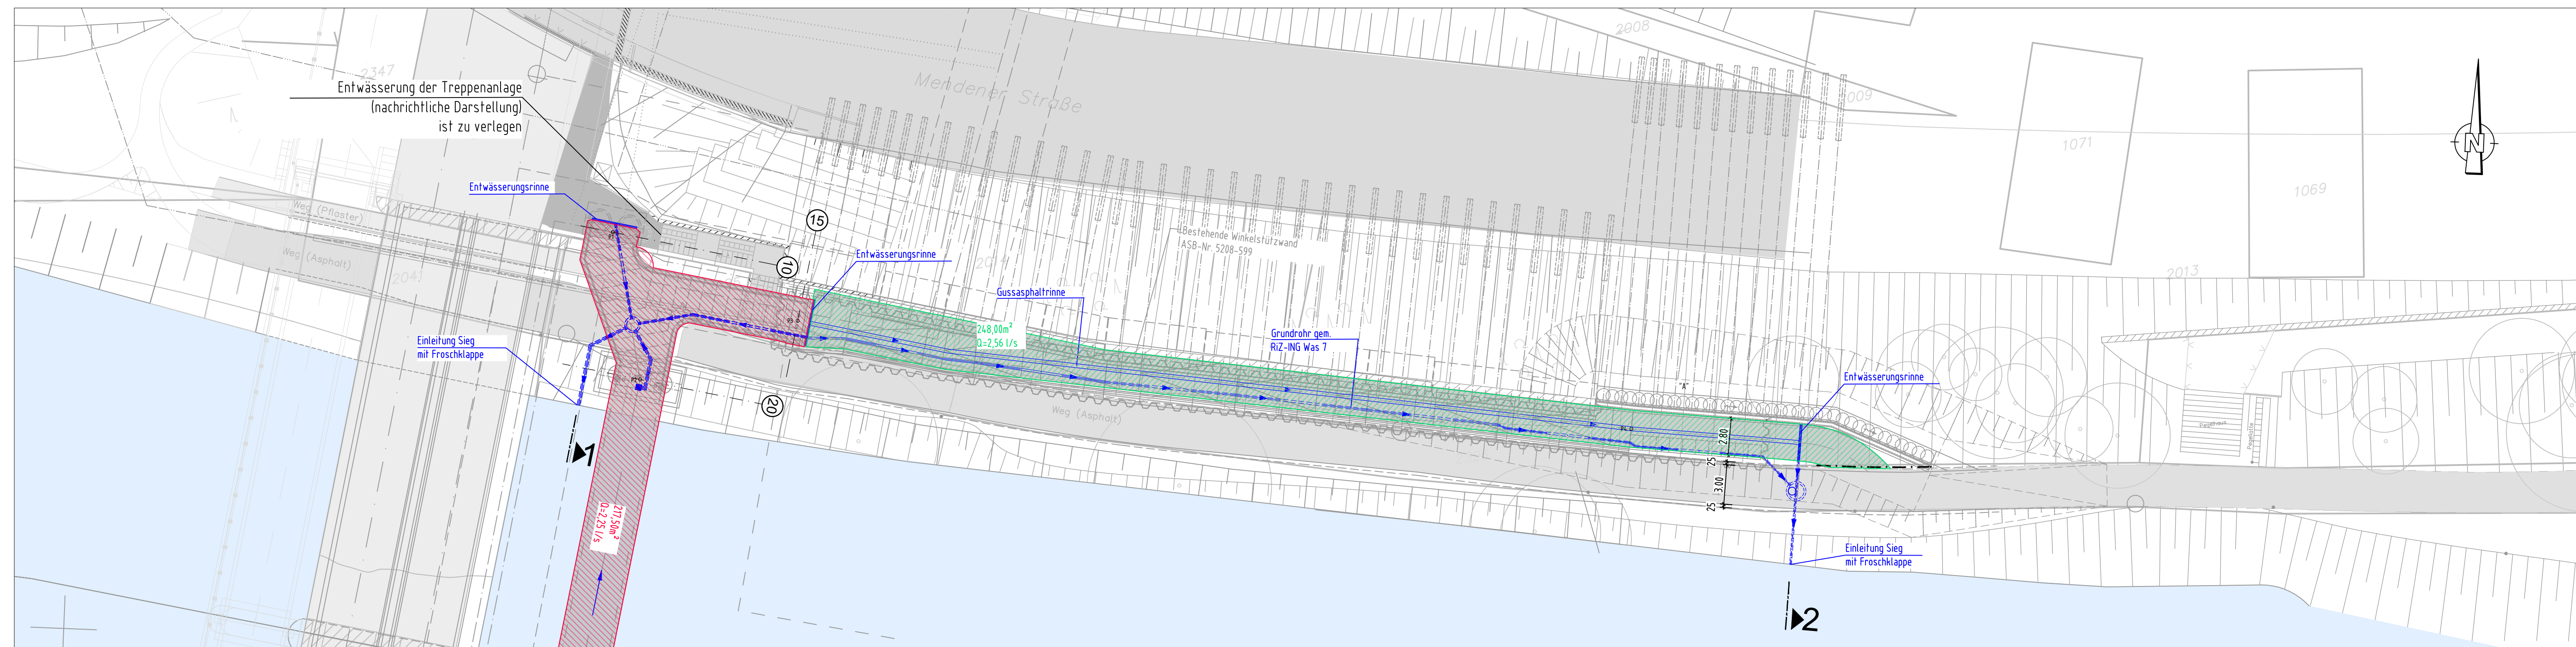 2347
Entwässerung der Treppenanlage
(nachrichtliche Darstellung)
ist zu verlegen
Mendener Straße
2008
1071
1069
2013
N
Entwässerungsrinne
Weg (Pflaster)
Weg (Asphalt)
15
10
20
Bestehende Winkelstützwand
ASB-Nr. 5208-599
Entwässerungsrinne
Gussasphaltrinne
248,00m²
Q=2,56 l/s
Grundrohr gem.
RiZ-ING Was 7
Einleitung Sieg
mit Froschklappe
Weg (Asphalt)
"A"
Entwässerungsrinne
2.80
25
3.00
25
217,50m²
Q=2,25 l/s
1
Einleitung Sieg
mit Froschklappe
2